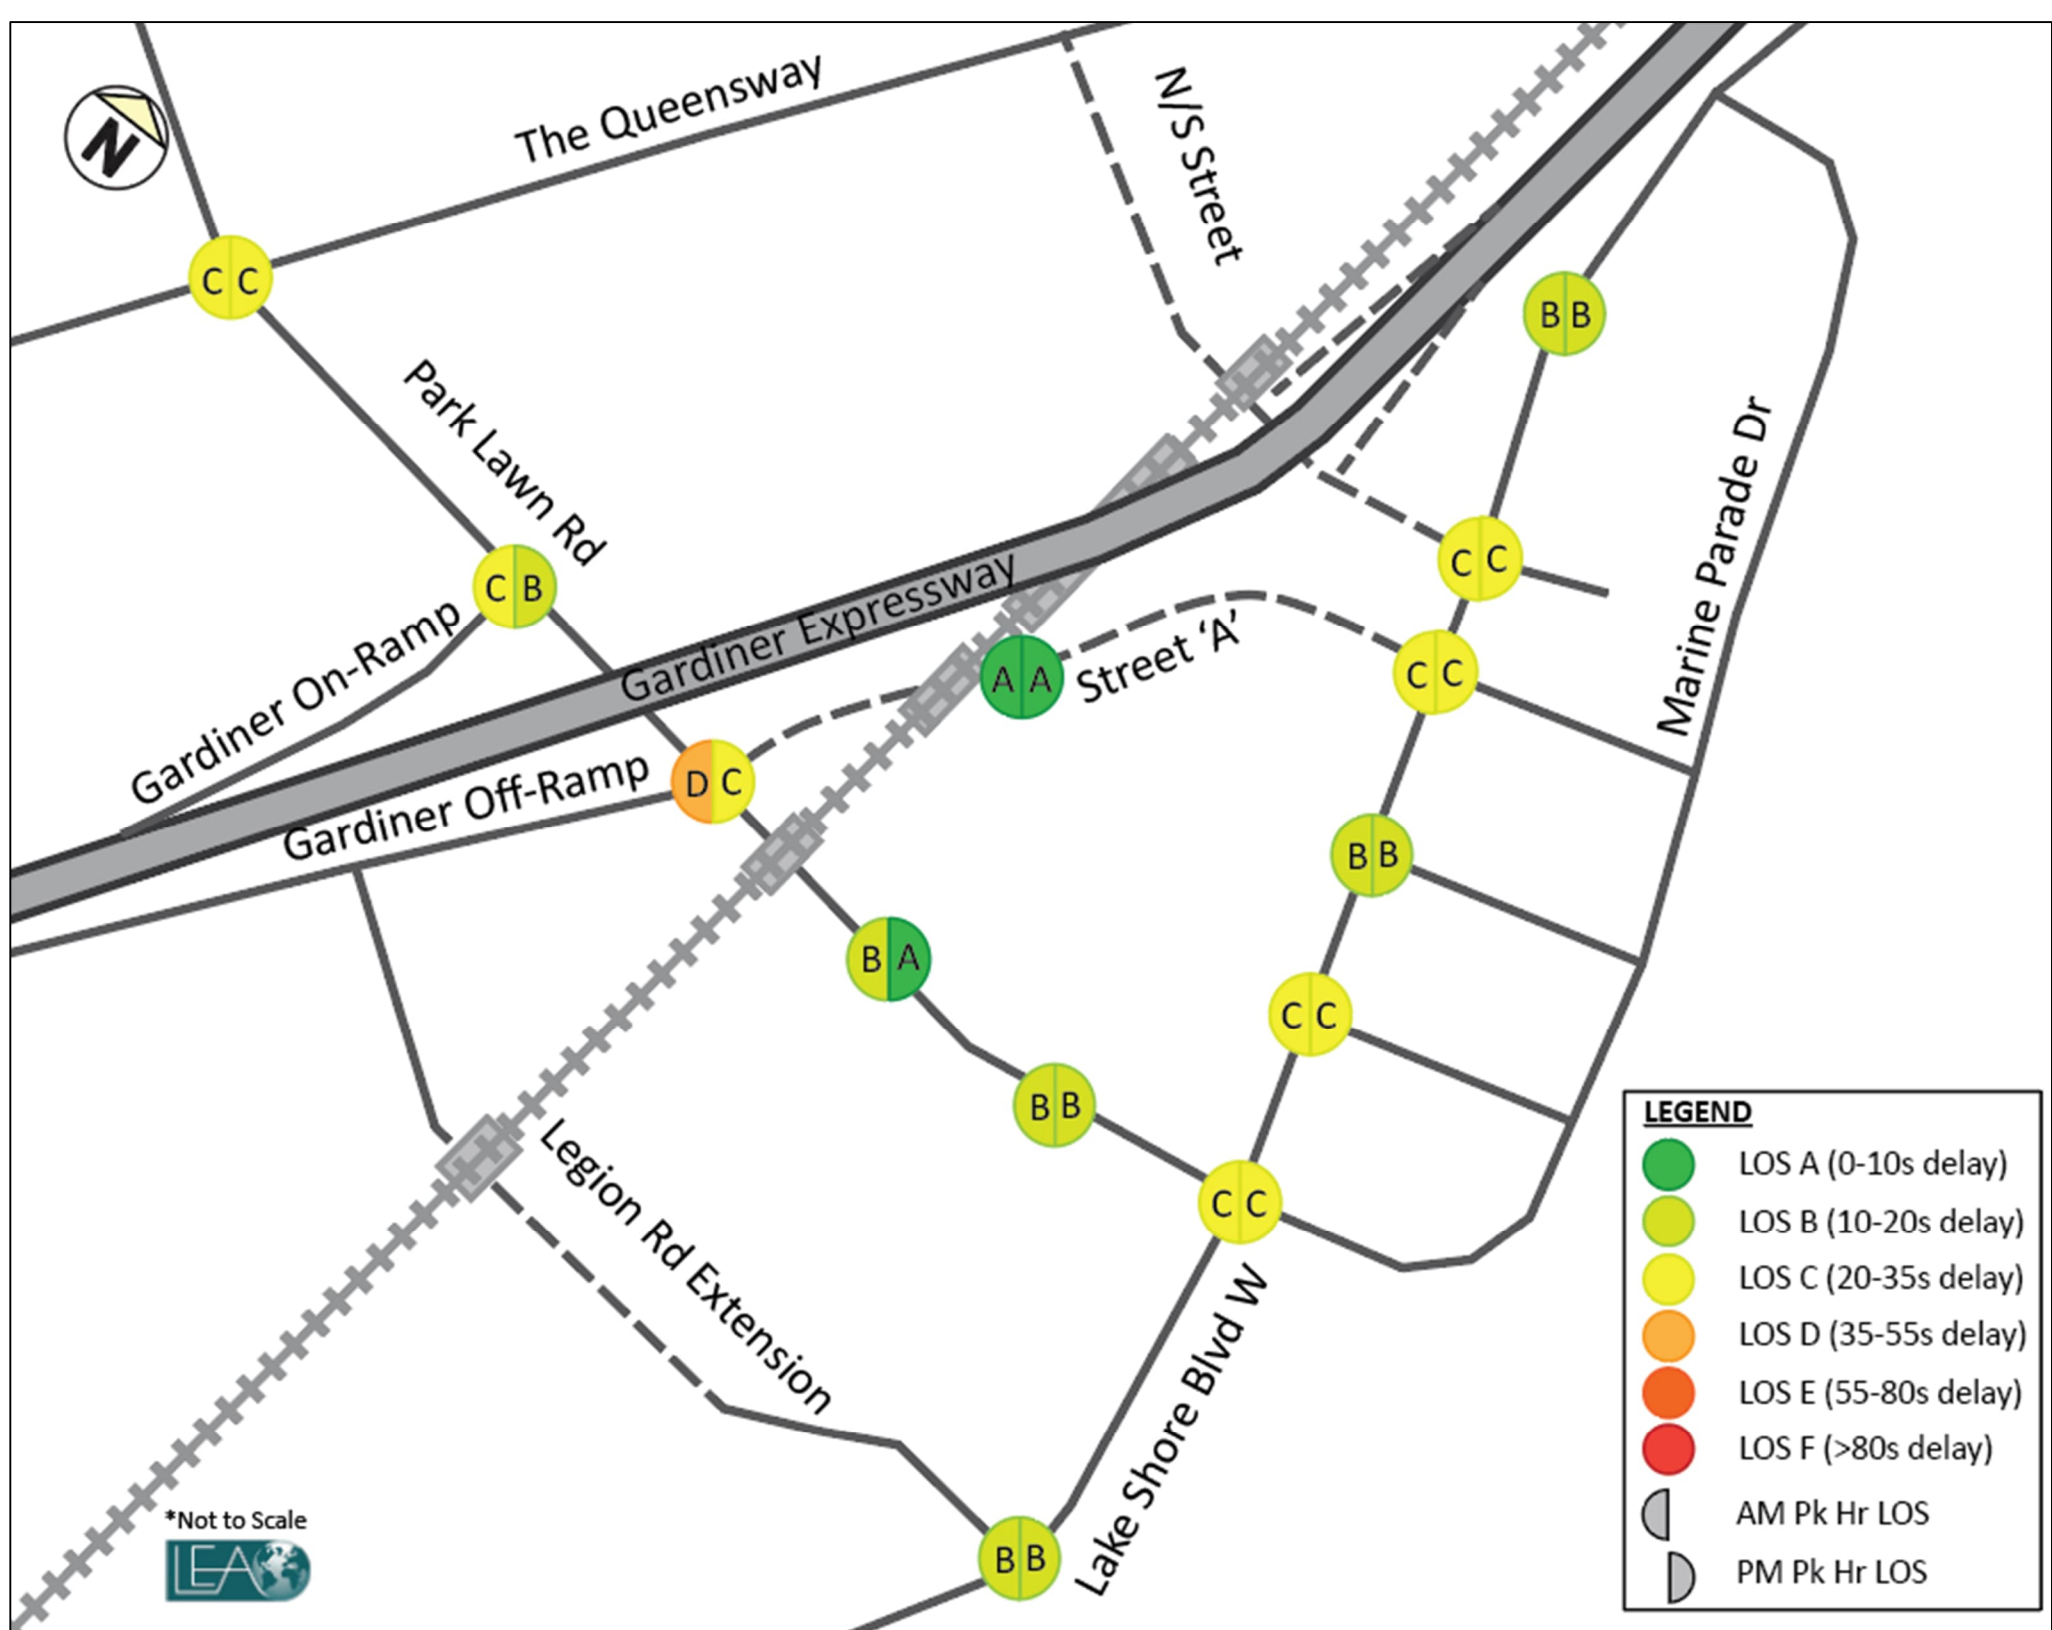 The Queensway
N/S Street
N
C C
B B
Park Lawn Rd
Marine Parade Dr
C B
C C
Gardiner Expressway
Gardiner On-Ramp
A A
Street ‘A’
C C
Gardiner Off-Ramp
D C
B B
B A
C C
B B
Legion Rd Extension
C C
Lake Shore Blvd W
B B
*Not to Scale
LEA
LEGEND
LOS A (0-10s delay)
LOS B (10-20s delay)
LOS C (20-35s delay)
LOS D (35-55s delay)
LOS E (55-80s delay)
LOS F (>80s delay)
AM Pk Hr LOS
PM Pk Hr LOS